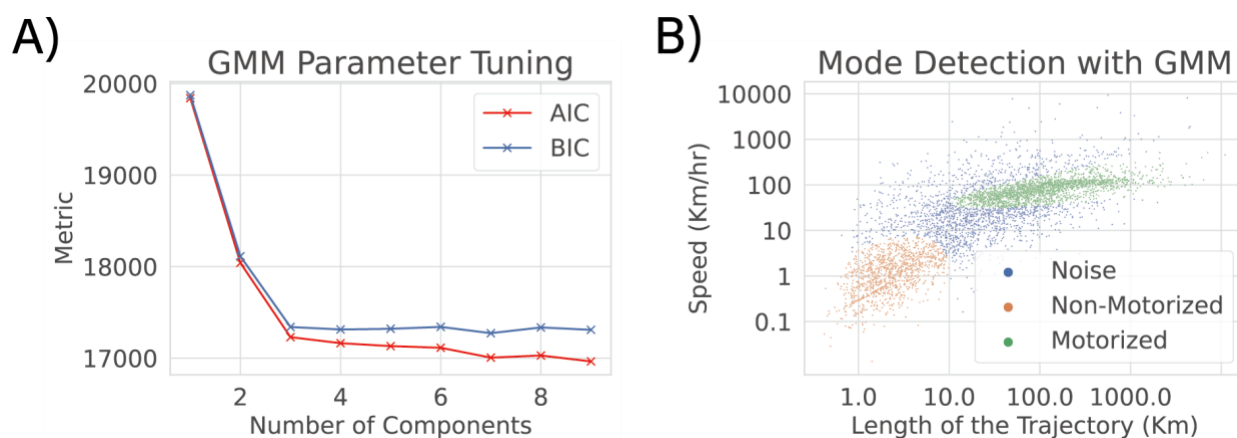 A)
GMM Parameter Tuning
20000
19000
18000
17000
Metric
2 4 6 8
Number of Components
AIC
BIC
B)
Mode Detection with GMM
10000
1000
100
10
1
0.1
Speed (Km/hr)
1.0 10.0 100.0 1000.0
Length of the Trajectory (Km)
Noise
Non-Motorized
Motorized